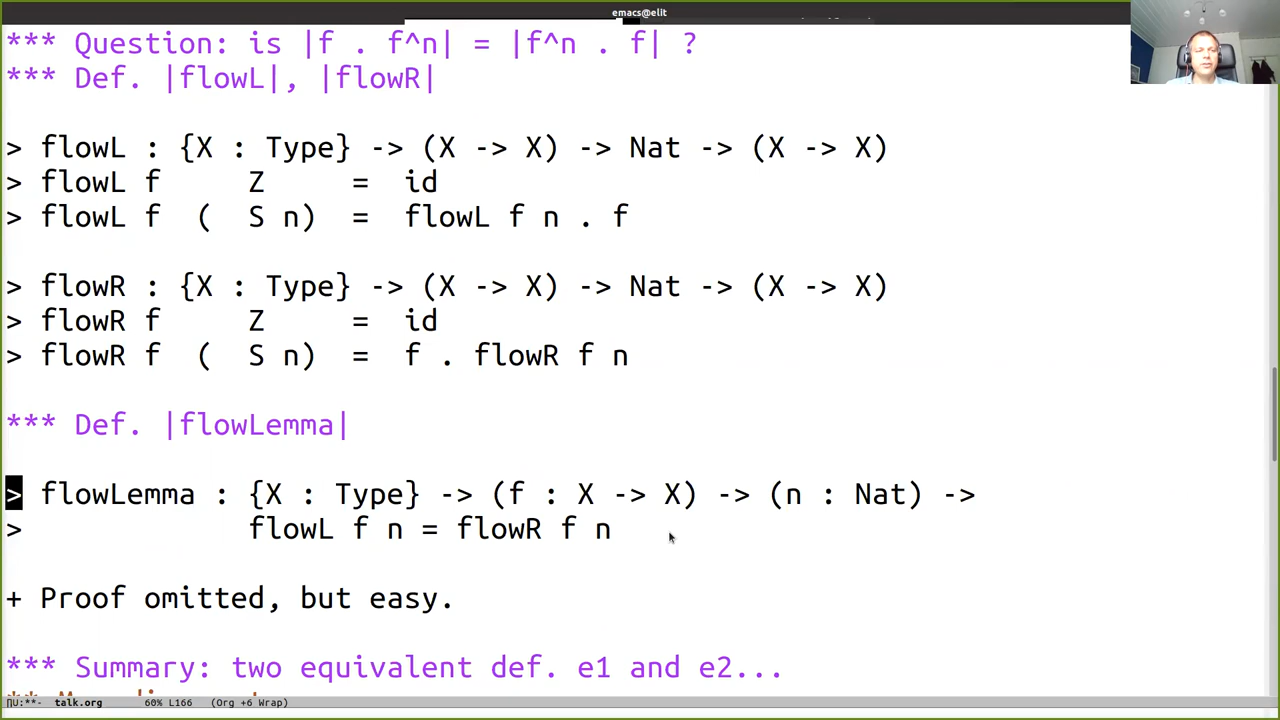 emacs@elit
*** Question: is |f . f^n| = |f^n . f| ?
*** Def. |flowL|, |flowR|
> flowL : {X : Type} -> (X -> X) -> Nat -> (X -> X)
> flowL f     Z     =  id
> flowL f  (  S n)  =  flowL f n . f
> flowR : {X : Type} -> (X -> X) -> Nat -> (X -> X)
> flowR f     Z     =  id
> flowR f  (  S n)  =  f . flowR f n
*** Def. |flowLemma|
> flowLemma : {X : Type} -> (f : X -> X) -> (n : Nat) ->
>             flowL f n = flowR f n
+ Proof omitted, but easy.
*** Summary: two equivalent def. e1 and e2...
U:**-  talk.org   60% L166   (Org +6 Wrap)